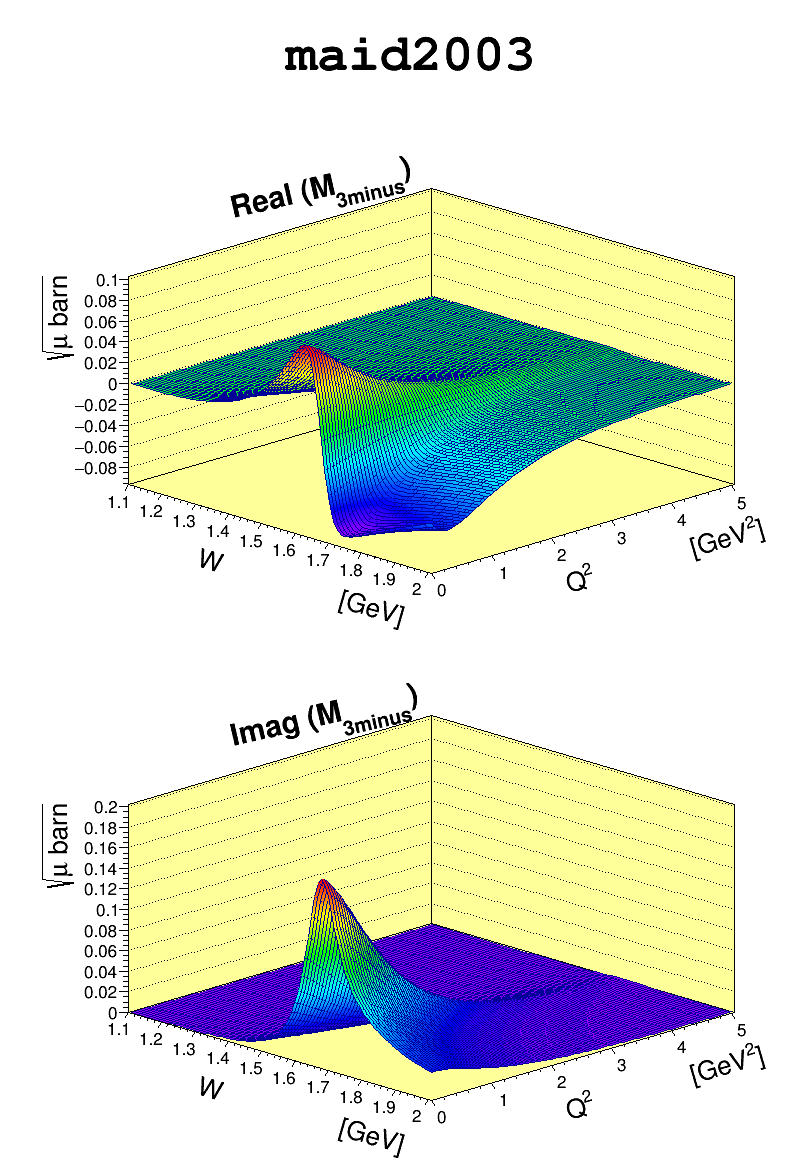 maid2003
Real (M3minus)
√μ barn
0.1
0.08
0.06
0.04
0.02
0
−0.02
−0.04
−0.06
−0.08
1.1 1.2 1.3 1.4 1.5 1.6 1.7 1.8 1.9 2
W
[GeV]
0 1 2 3 4 5
Q2
[GeV2]
Imag (M3minus)
√μ barn
0.2
0.18
0.16
0.14
0.12
0.1
0.08
0.06
0.04
0.02
0
1.1 1.2 1.3 1.4 1.5 1.6 1.7 1.8 1.9 2
W
[GeV]
0 1 2 3 4 5
Q2
[GeV2]